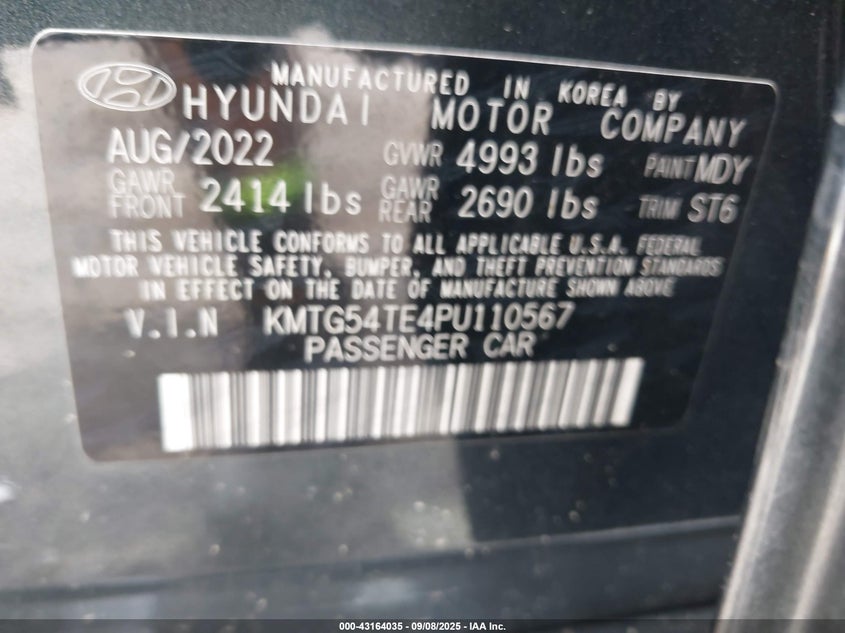 MANUFACTURED IN KOREA BY
HYUNDAI MOTOR COMPANY
AUG/2022 GVWR 4993 lbs PAINT MDY
GAWR FRONT 2414 lbs GAWR REAR 2690 lbs TRIM ST6
THIS VEHICLE CONFORMS TO ALL APPLICABLE U.S.A. FEDERAL
MOTOR VEHICLE SAFETY, BUMPER, AND THEFT PREVENTION STANDARDS
IN EFFECT ON THE DATE OF MANUFACTURE SHOWN ABOVE
V.I.N KMTG54TE4PU110567
PASSENGER CAR
000-43164035 - 09/08/2025 - IAA Inc.